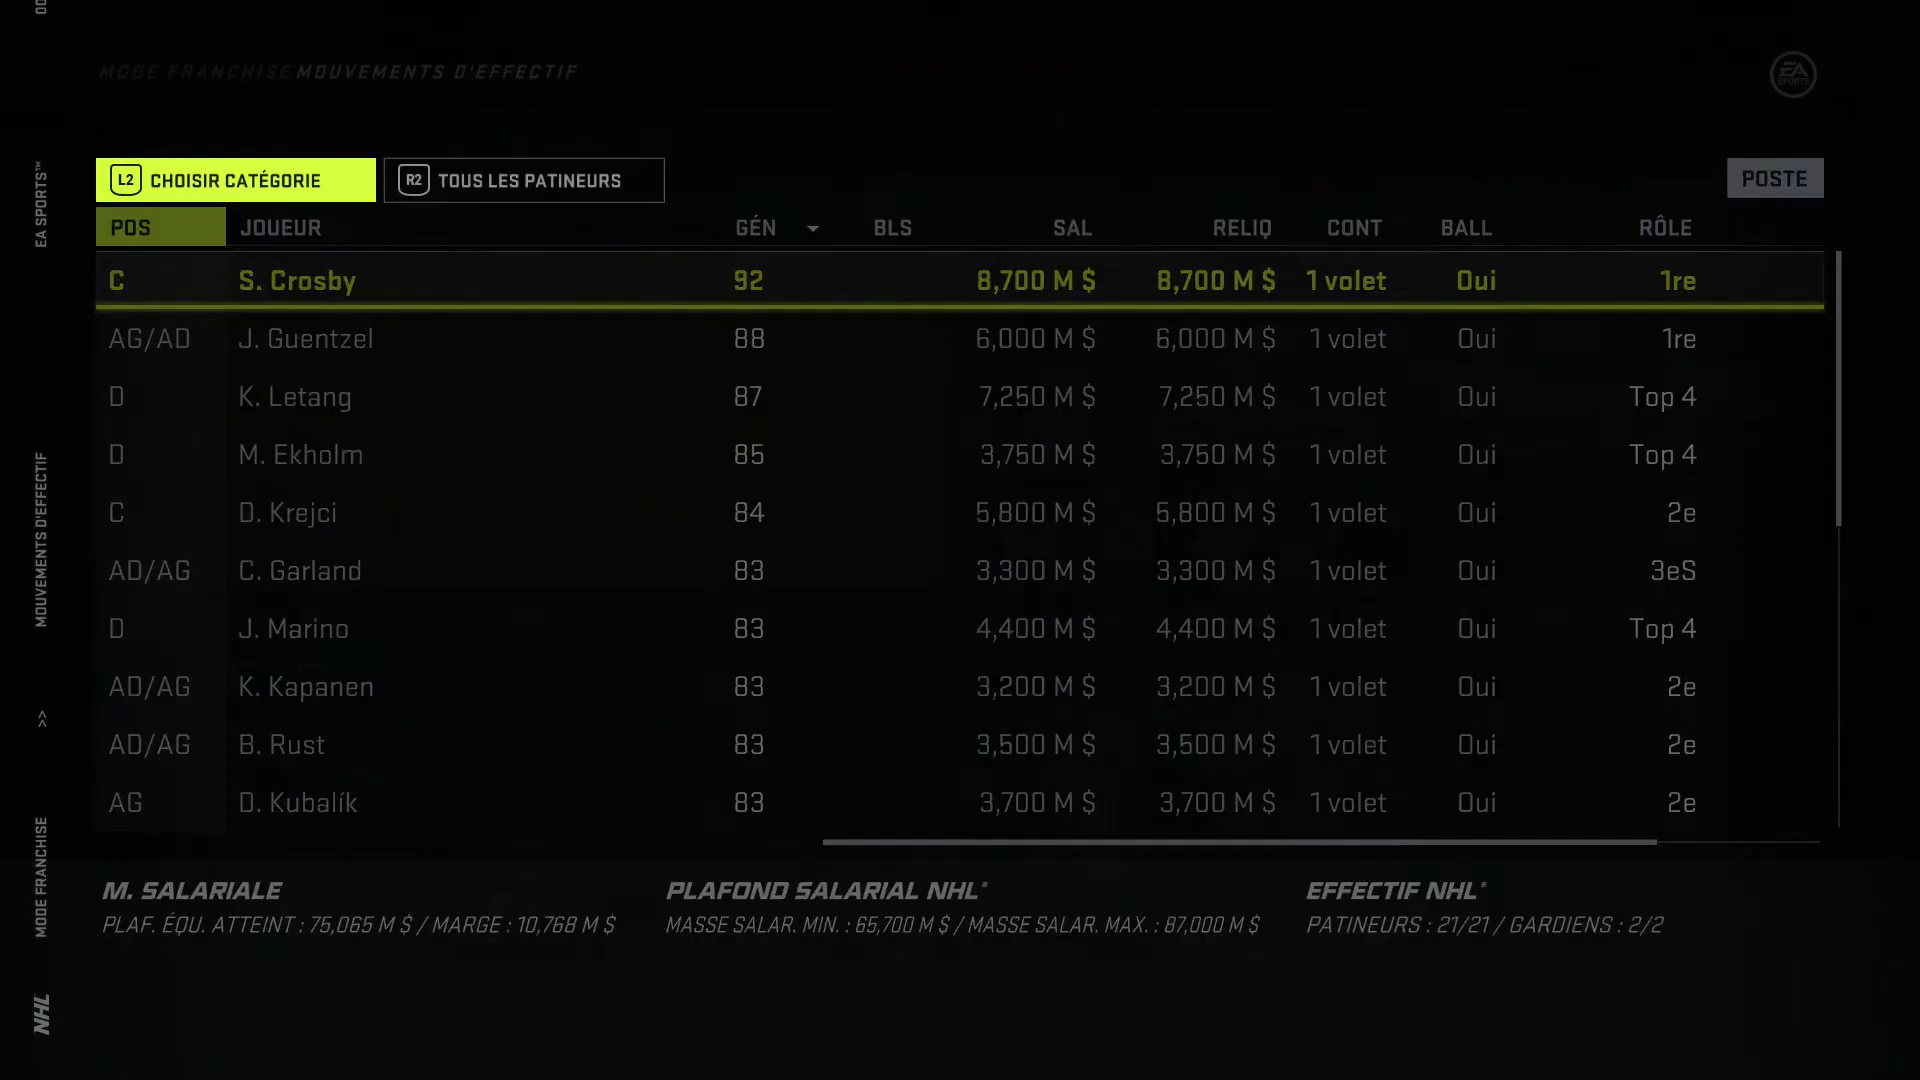 MODE FRANCHISE MOUVEMENTS D'EFFECTIF
EA SPORTS
L2 CHOISIR CATÉGORIE
R2 TOUS LES PATINEURS
POSTE
POS JOUEUR GÉN BLS SAL RELIQ CONT BALL RÔLE
C S. Crosby 92 8,700 M $ 8,700 M $ 1 volet Oui 1re
AG/AD J. Guentzel 88 6,000 M $ 6,000 M $ 1 volet Oui 1re
D K. Letang 87 7,250 M $ 7,250 M $ 1 volet Oui Top 4
D M. Ekholm 85 3,750 M $ 3,750 M $ 1 volet Oui Top 4
C D. Krejci 84 5,800 M $ 5,800 M $ 1 volet Oui 2e
AD/AG C. Garland 83 3,300 M $ 3,300 M $ 1 volet Oui 3eS
D J. Marino 83 4,400 M $ 4,400 M $ 1 volet Oui Top 4
AD/AG K. Kapanen 83 3,200 M $ 3,200 M $ 1 volet Oui 2e
AD/AG B. Rust 83 3,500 M $ 3,500 M $ 1 volet Oui 2e
AG D. Kubalík 83 3,700 M $ 3,700 M $ 1 volet Oui 2e
M. SALARIALE
PLAF. ÉQU. ATTEINT : 75,065 M $ / MARGE : 10,768 M $
PLAFOND SALARIAL NHL®
MASSE SALAR. MIN. : 65,700 M $ / MASSE SALAR. MAX. : 87,000 M $
EFFECTIF NHL®
PATINEURS : 21/21 / GARDIENS : 2/2
NHL MODE FRANCHISE >> MOUVEMENTS D'EFFECTIF EA SPORTS™